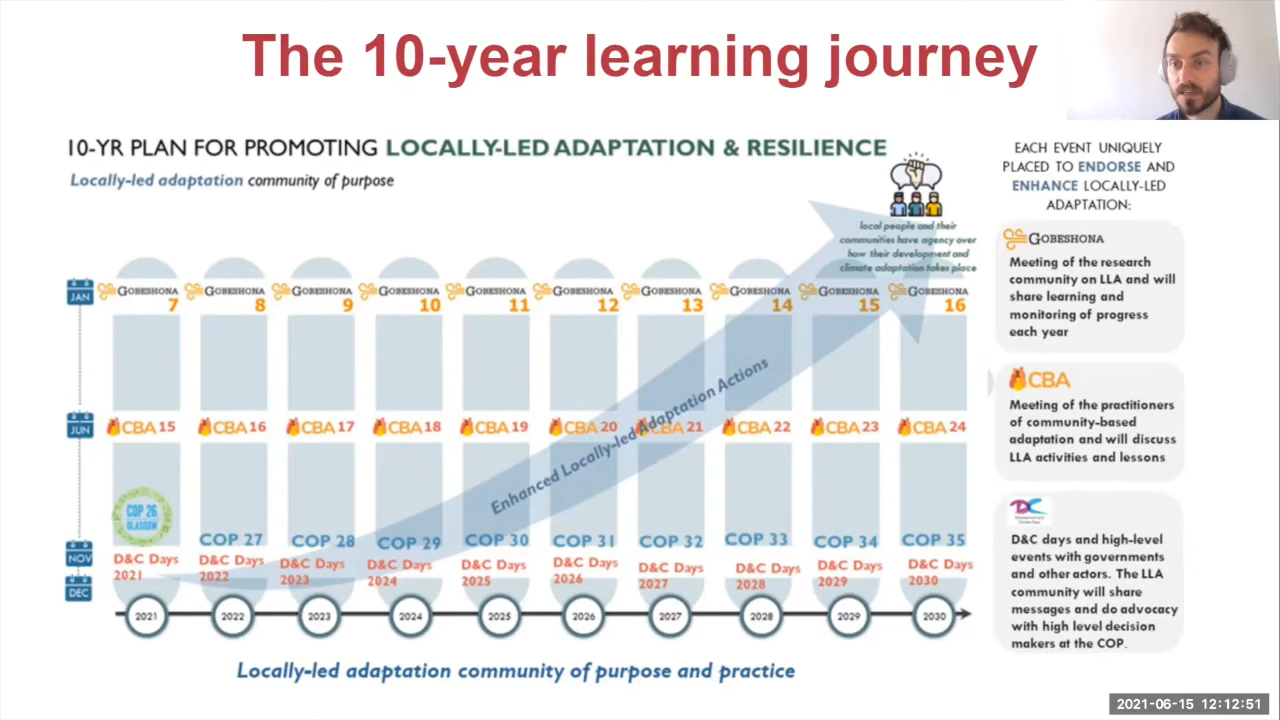 The 10-year learning journey
10-YR PLAN FOR PROMOTING LOCALLY-LED ADAPTATION & RESILIENCE
Locally-led adaptation community of purpose
local people and their
communities have agency over
how their development and
climate adaptation takes place
JAN
GOBESHONA 7
GOBESHONA 8
GOBESHONA 9
GOBESHONA 10
GOBESHONA 11
GOBESHONA 12
GOBESHONA 13
GOBESHONA 14
GOBESHONA 15
GOBESHONA 16
Enhanced Locally-led Adaptation Actions
JUN
CBA 15
CBA 16
CBA 17
CBA 18
CBA 19
CBA 20
CBA 21
CBA 22
CBA 23
CBA 24
COP 26
GLASGOW
COP 27
COP 28
COP 29
COP 30
COP 31
COP 32
COP 33
COP 34
COP 35
NOV
DEC
D&C Days
2021
D&C Days
2022
D&C Days
2023
D&C Days
2024
D&C Days
2025
D&C Days
2026
D&C Days
2027
D&C Days
2028
D&C Days
2029
D&C Days
2030
2021
2022
2023
2024
2025
2026
2027
2028
2029
2030
Locally-led adaptation community of purpose and practice
EACH EVENT UNIQUELY
PLACED TO ENDORSE AND
ENHANCE LOCALLY-LED
ADAPTATION:
GOBESHONA
Meeting of the research
community on LLA and will
share learning and
monitoring of progress
each year
CBA
Meeting of the practitioners
of community-based
adaptation and will discuss
LLA activities and lessons
DC
Development and
Climate Days
D&C days and high-level
events with governments
and other actors. The LLA
community will share
messages and do advocacy
with high level decision
makers at the COP.
2021-06-15 12:12:51